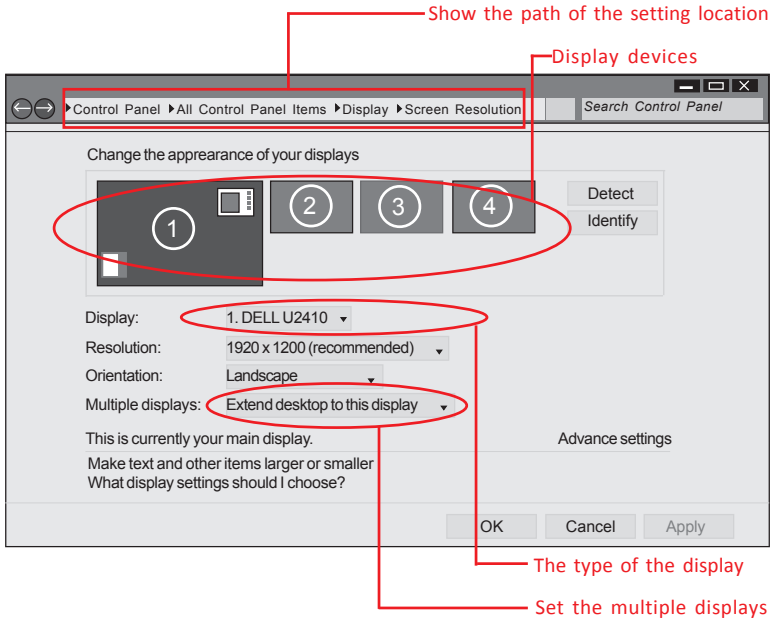 Show the path of the setting location
Display devices
Control Panel All Control Panel Items Display Screen Resolution
Search Control Panel
Change the apprearance of your displays
1
2
3
4
Detect
Identify
Display: 1. DELL U2410
Resolution: 1920 x 1200 (recommended)
Orientation: Landscape
Multiple displays: Extend desktop to this display
This is currently your main display. Advance settings
Make text and other items larger or smaller
What display settings should I choose?
OK Cancel Apply
The type of the display
Set the multiple displays